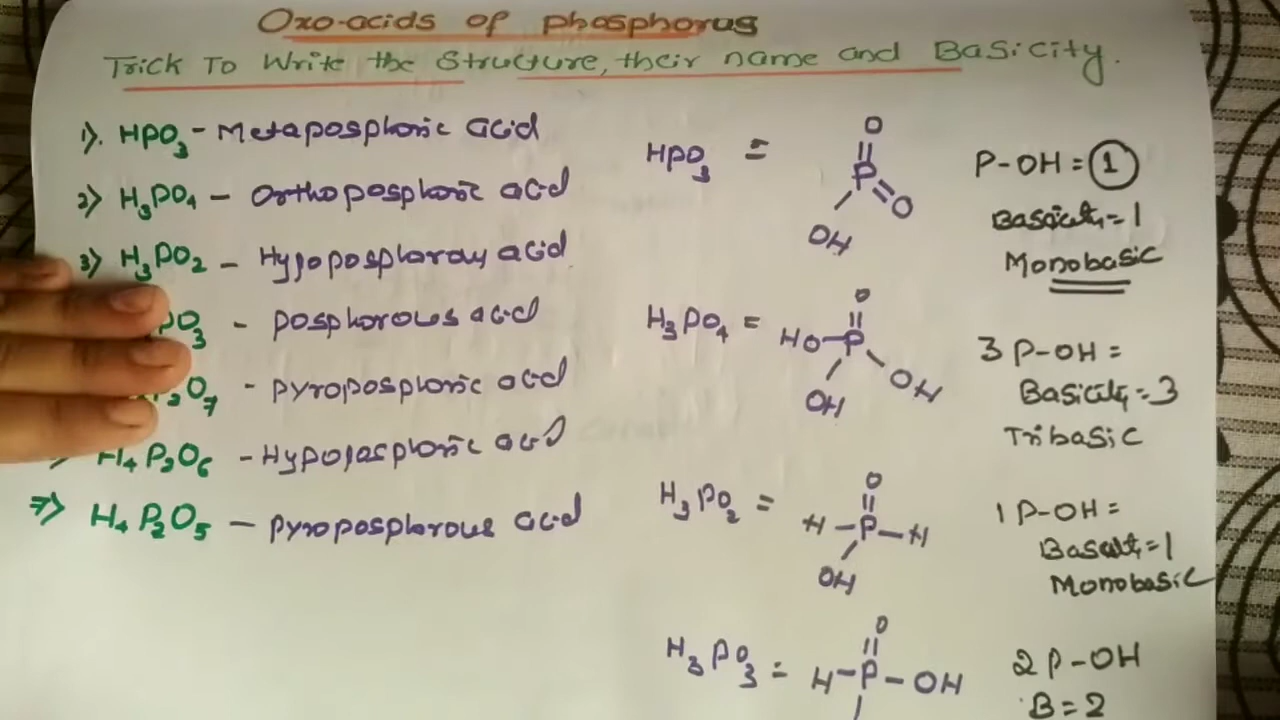 Oxo-acids of phosphorus
Trick To Write the Structure, their name and Basicity.
1). HPO3 - Metaposphoric acid
2) H3PO4 - Orthoposphoric acid
3) H3PO2 - Hypoposphorous acid
PO3 - posphorous acid
P2O7 - pyroposphoric acid
H4P2O6 - Hypoposphoric acid
7) H4P2O5 - pyroposphorous acid
HPO3 =
O
P
O
OH
P-OH = 1
Basicity = 1
Monobasic
H3PO4 =
O
HO-P
OH
OH
3 P-OH =
Basicity = 3
Tribasic
H3PO2 =
O
H-P-H
OH
1 P-OH =
Basicity = 1
Monobasic
H3PO3 =
O
H-P-OH
2 P-OH
B = 2